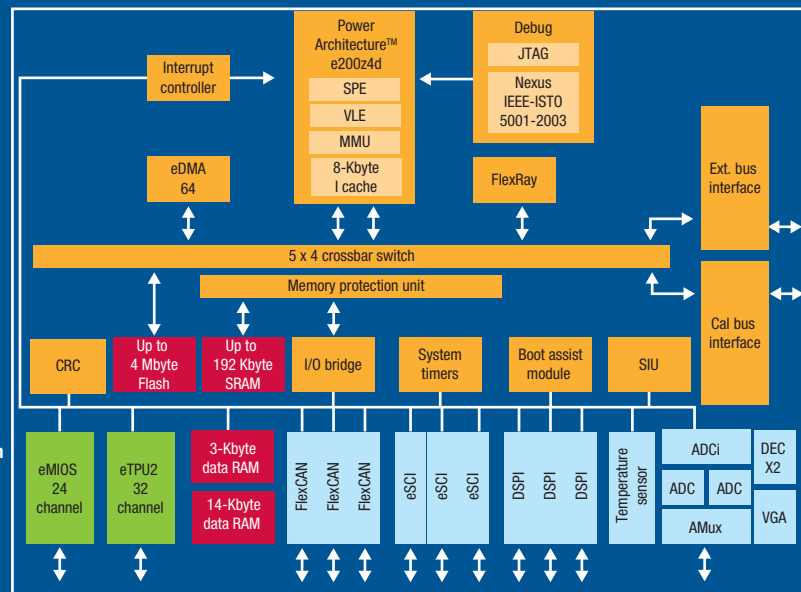 Power
Architecture™
e200z4d
SPE
VLE
MMU
8-Kbyte
I cache
Debug
JTAG
Nexus
IEEE-ISTO
5001-2003
Interrupt
controller
eDMA
64
FlexRay
Ext. bus
interface
5 x 4 crossbar switch
Memory protection unit
Cal bus
interface
CRC
Up to
4 Mbyte
Flash
Up to
192 Kbyte
SRAM
I/O bridge
System
timers
Boot assist
module
SIU
eMIOS
24
channel
eTPU2
32
channel
3-Kbyte
data RAM
14-Kbyte
data RAM
FlexCAN
FlexCAN
FlexCAN
eSCI
eSCI
eSCI
DSPI
DSPI
DSPI
Temperature
sensor
ADCi
ADC
ADC
AMux
DEC
X2
VGA